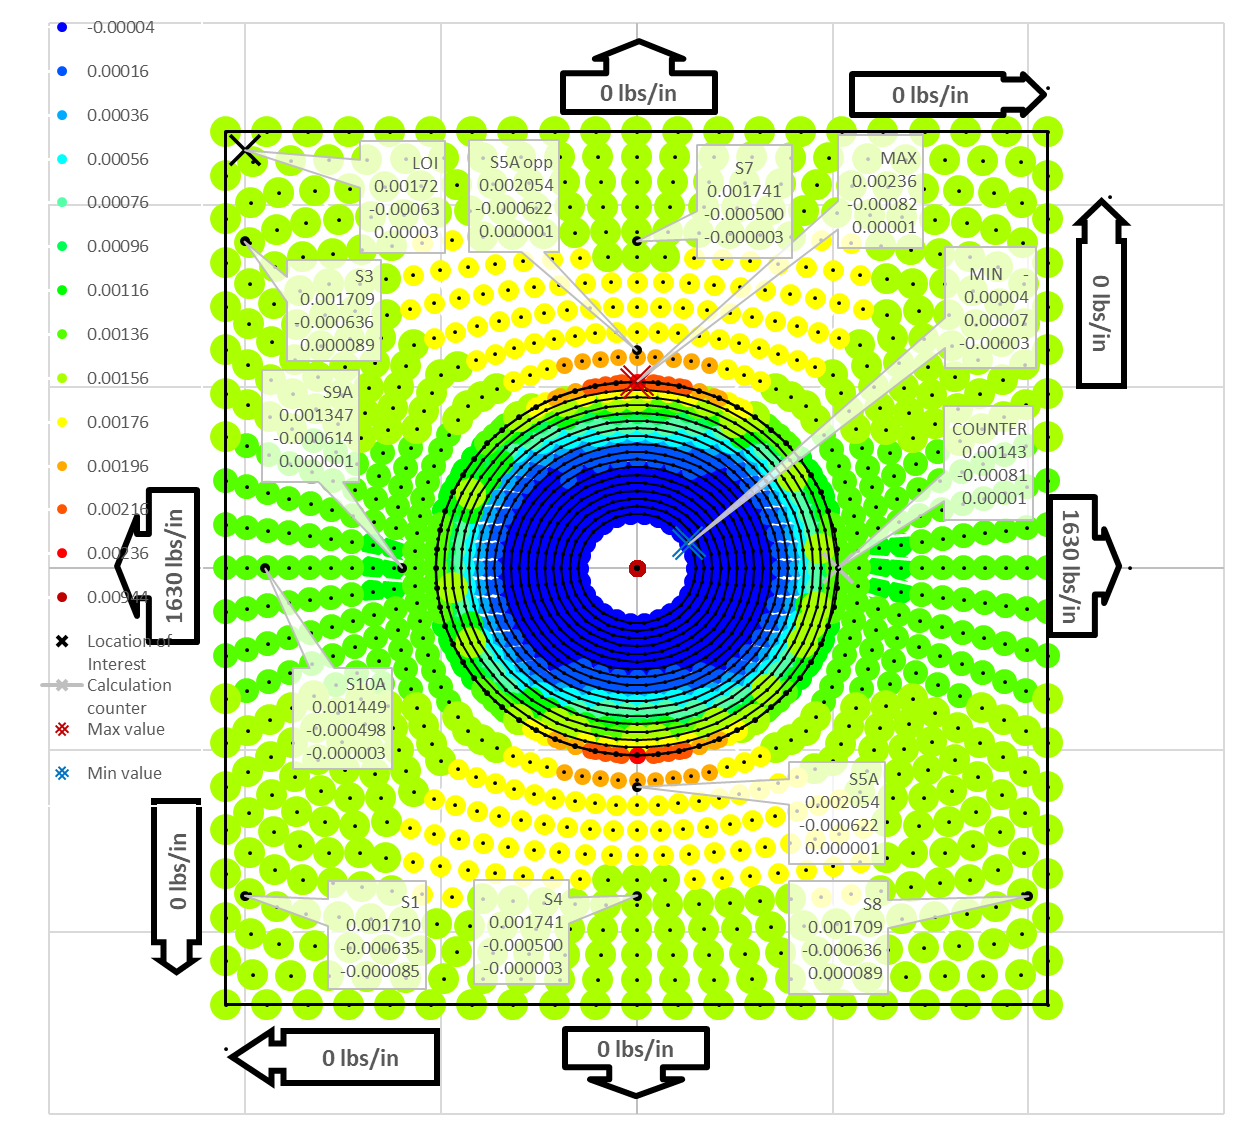 -0.00004
0.00016
0.00036
0.00056
0.00076
0.00096
0.00116
0.00136
0.00156
0.00176
0.00196
0.00216
0.00236
0.00944
Location of
Interest
Calculation
counter
Max value
Min value
0 lbs/in
0 lbs/in
LOI
0.00172
-0.00063
0.00003
S5A opp
0.002054
-0.000622
0.000001
S7
0.001741
-0.000500
-0.000003
MAX
0.00236
-0.00082
0.00001
S3
0.001709
-0.000636
0.000089
MIN -
0.00004
0.00007
-0.00003
0 lbs/in
S9A
0.001347
-0.000614
0.000001
COUNTER
0.00143
-0.00081
0.00001
1630 lbs/in
1630 lbs/in
S10A
0.001449
-0.000498
-0.000003
S5A
0.002054
-0.000622
0.000001
0 lbs/in
S1
0.001710
-0.000635
-0.000085
S4
0.001741
-0.000500
-0.000003
S8
0.001709
-0.000636
0.000089
0 lbs/in
0 lbs/in